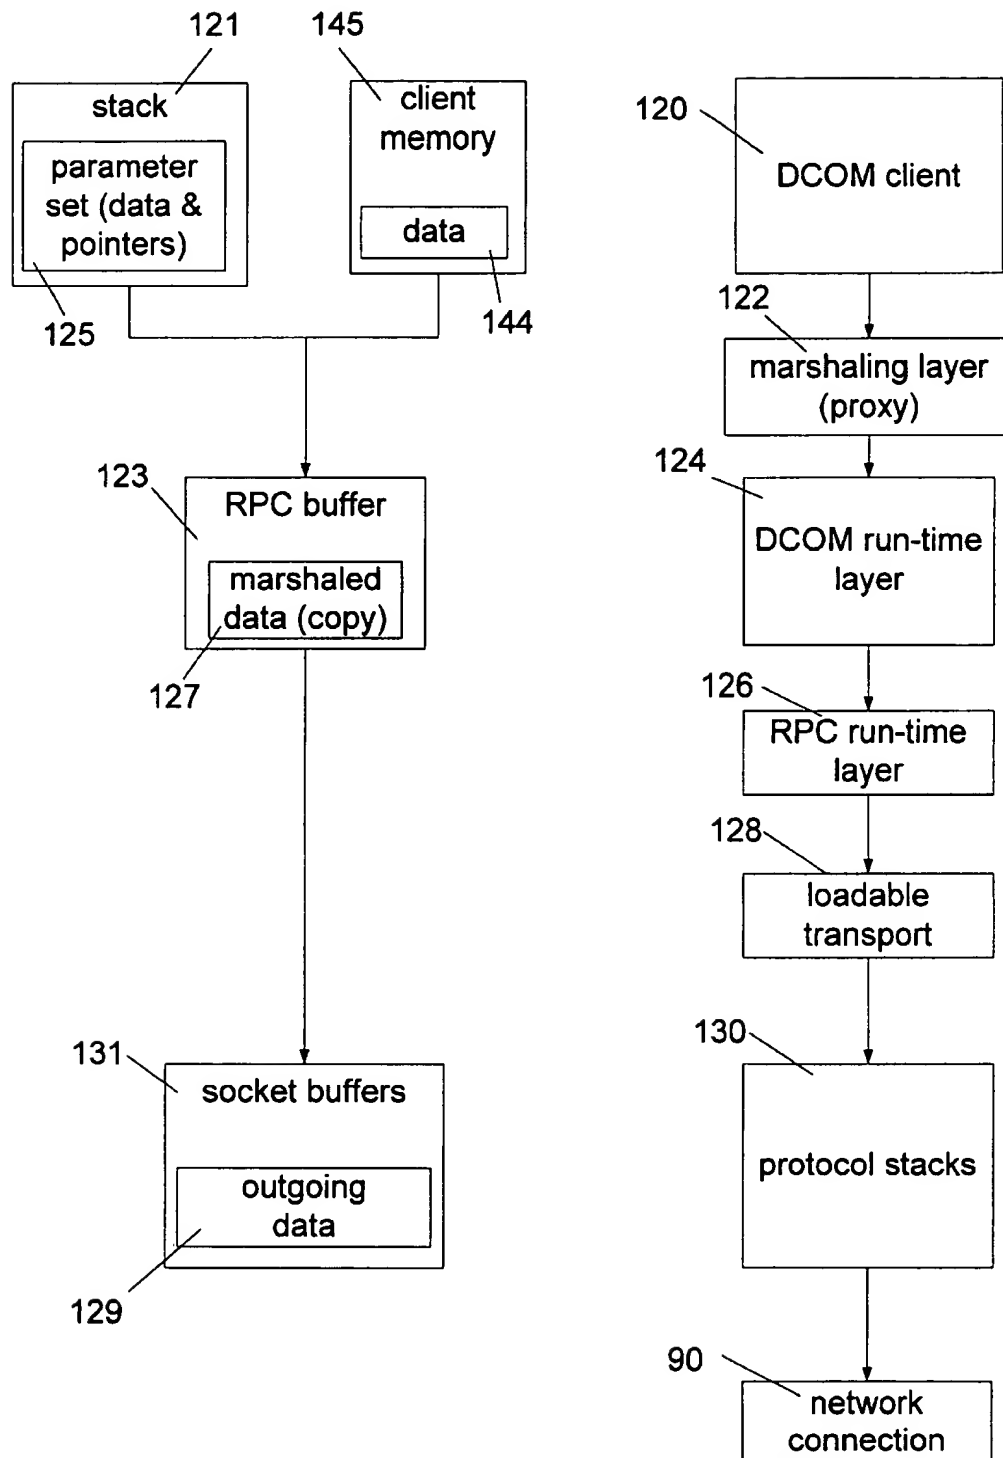 121
145
stack
parameter
set (data &
pointers)
125
client
memory
data
144
120
DCOM client
122
marshaling layer
(proxy)
123
RPC buffer
marshaled
data (copy)
127
124
DCOM run-time
layer
126
RPC run-time
layer
128
loadable
transport
131
socket buffers
outgoing
data
129
130
protocol stacks
90
network
connection